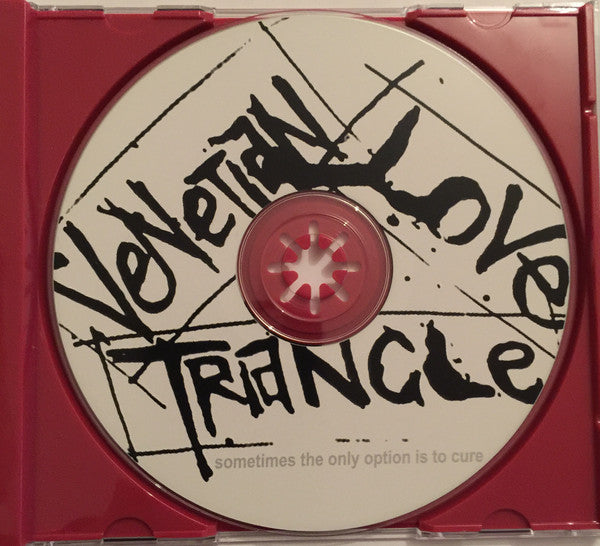 VeNeTIaN LOVe
TRIaNGLe
sometimes the only option is to cure